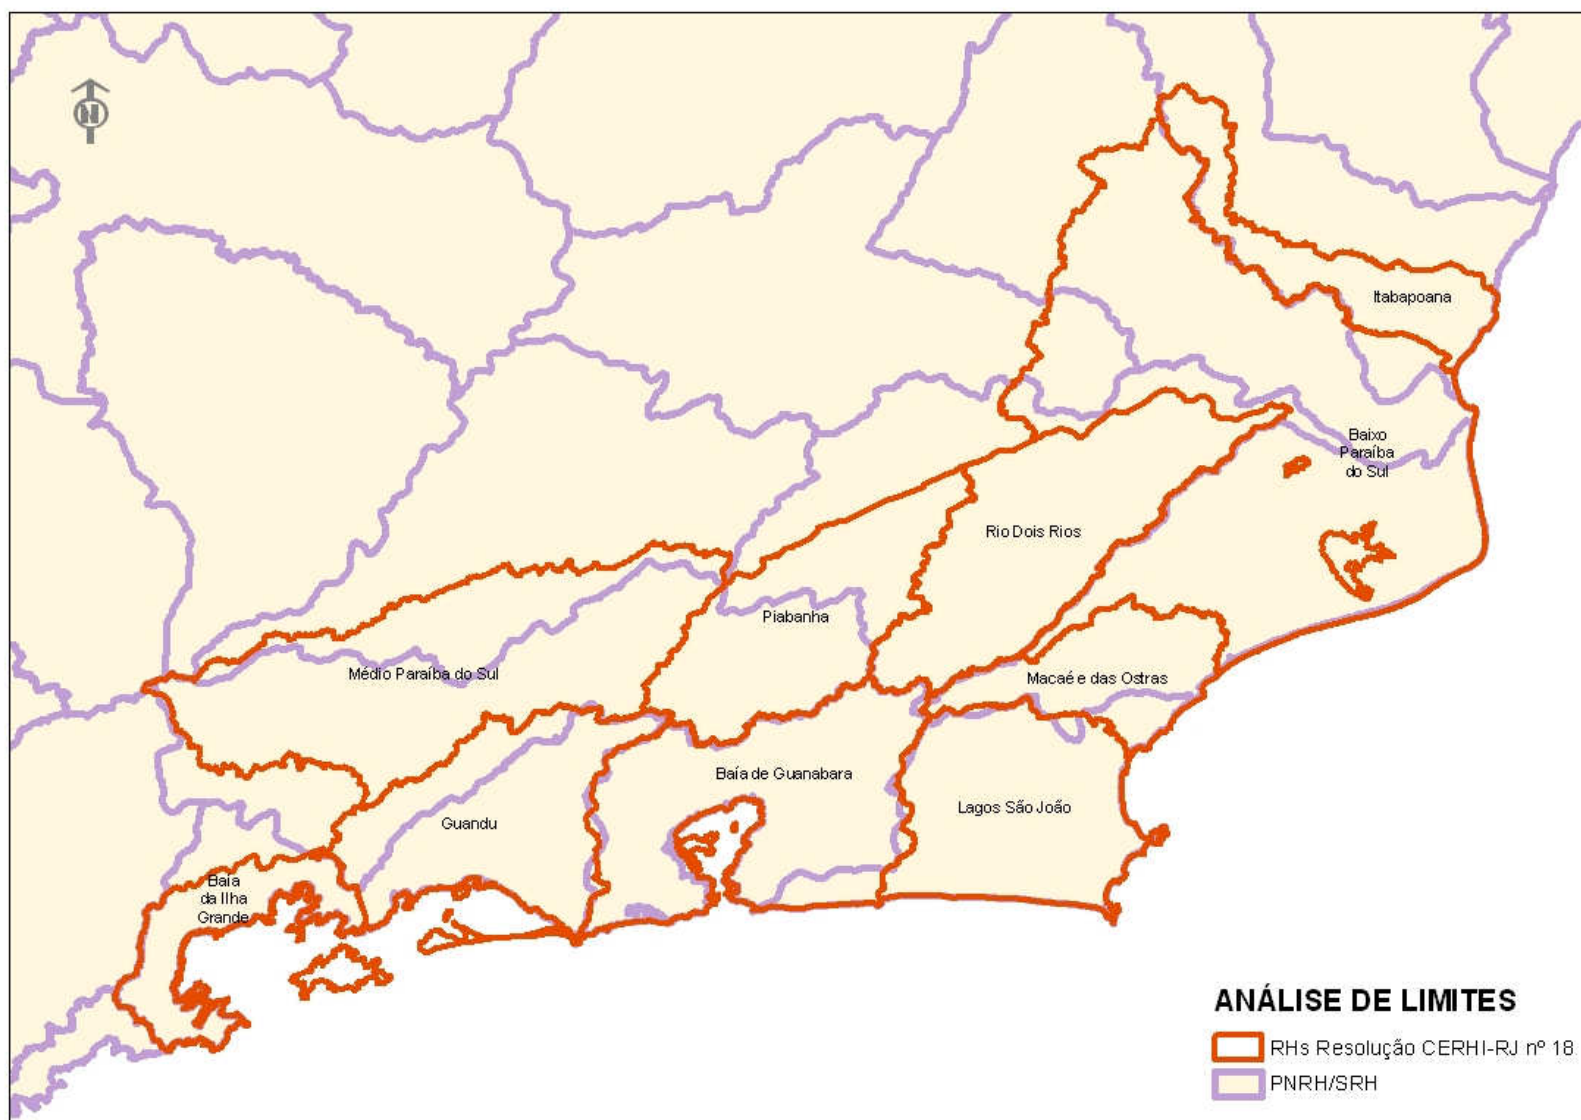 N
Itabapoana
Baixo
Paraíba
do Sul
Rio Dois Rios
Piabanha
Médio Paraíba do Sul
Macaé e das Ostras
Baía de Guanabara
Lagos São João
Guandu
Baia
da Ilha
Grande
ANÁLISE DE LIMITES
RHs Resolução CERHI-RJ nº 18
PNRH/SRH